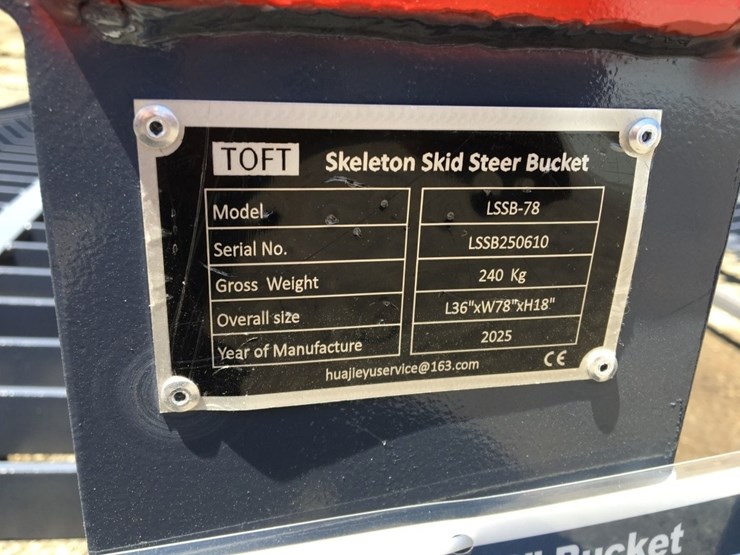 TOFT Skeleton Skid Steer Bucket
Model LSSB-78
Serial No. LSSB250610
Gross Weight 240 Kg
Overall size L36"xW78"xH18"
Year of Manufacture 2025
huajieyuservice@163.com CE
Bucket